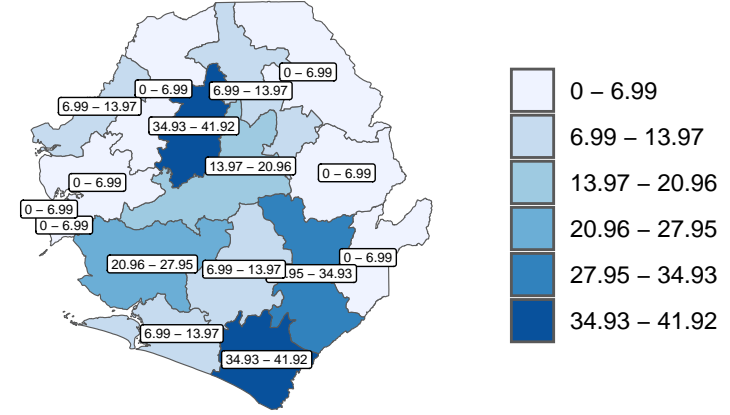 0 – 6.99
0 – 6.99
6.99 – 13.97
6.99 – 13.97
34.93 – 41.92
13.97 – 20.96
0 – 6.99
0 – 6.99
0 – 6.99
0 – 6.99
0 – 6.99
20.96 – 27.95
6.99 – 13.97
.95 – 34.93
6.99 – 13.97
34.93 – 41.92
0 – 6.99
6.99 – 13.97
13.97 – 20.96
20.96 – 27.95
27.95 – 34.93
34.93 – 41.92